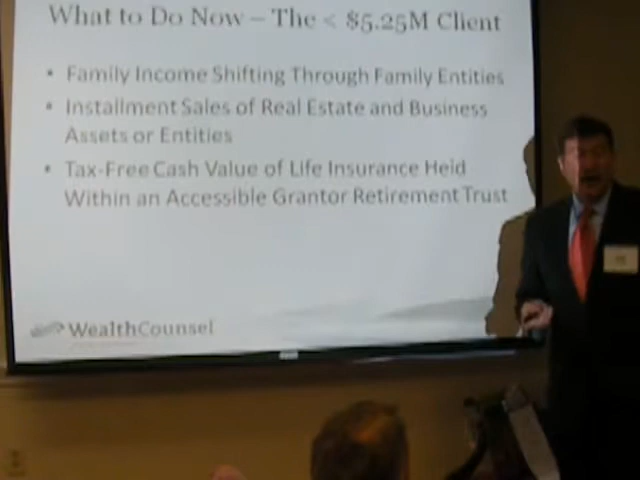 What to Do Now – The < $5.25M Client
• Family Income Shifting Through Family Entities
• Installment Sales of Real Estate and Business
Assets or Entities
• Tax-Free Cash Value of Life Insurance Held
Within an Accessible Grantor Retirement Trust
WealthCounsel